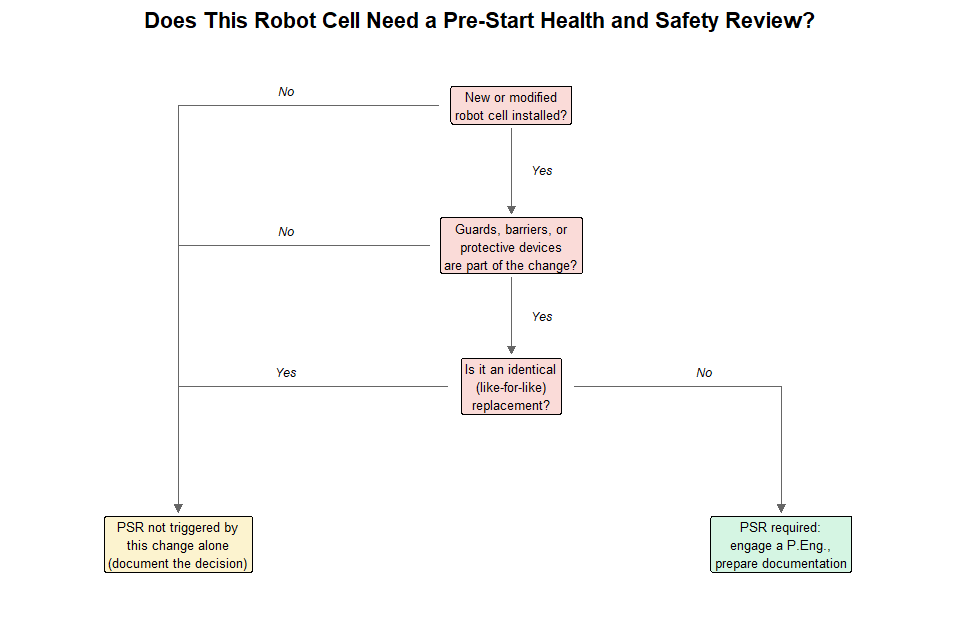 Does This Robot Cell Need a Pre-Start Health and Safety Review?
No
New or modified
robot cell installed?
Yes
No
Guards, barriers, or
protective devices
are part of the change?
Yes
Yes
Is it an identical
(like-for-like)
replacement?
No
PSR not triggered by
this change alone
(document the decision)
PSR required:
engage a P.Eng.,
prepare documentation